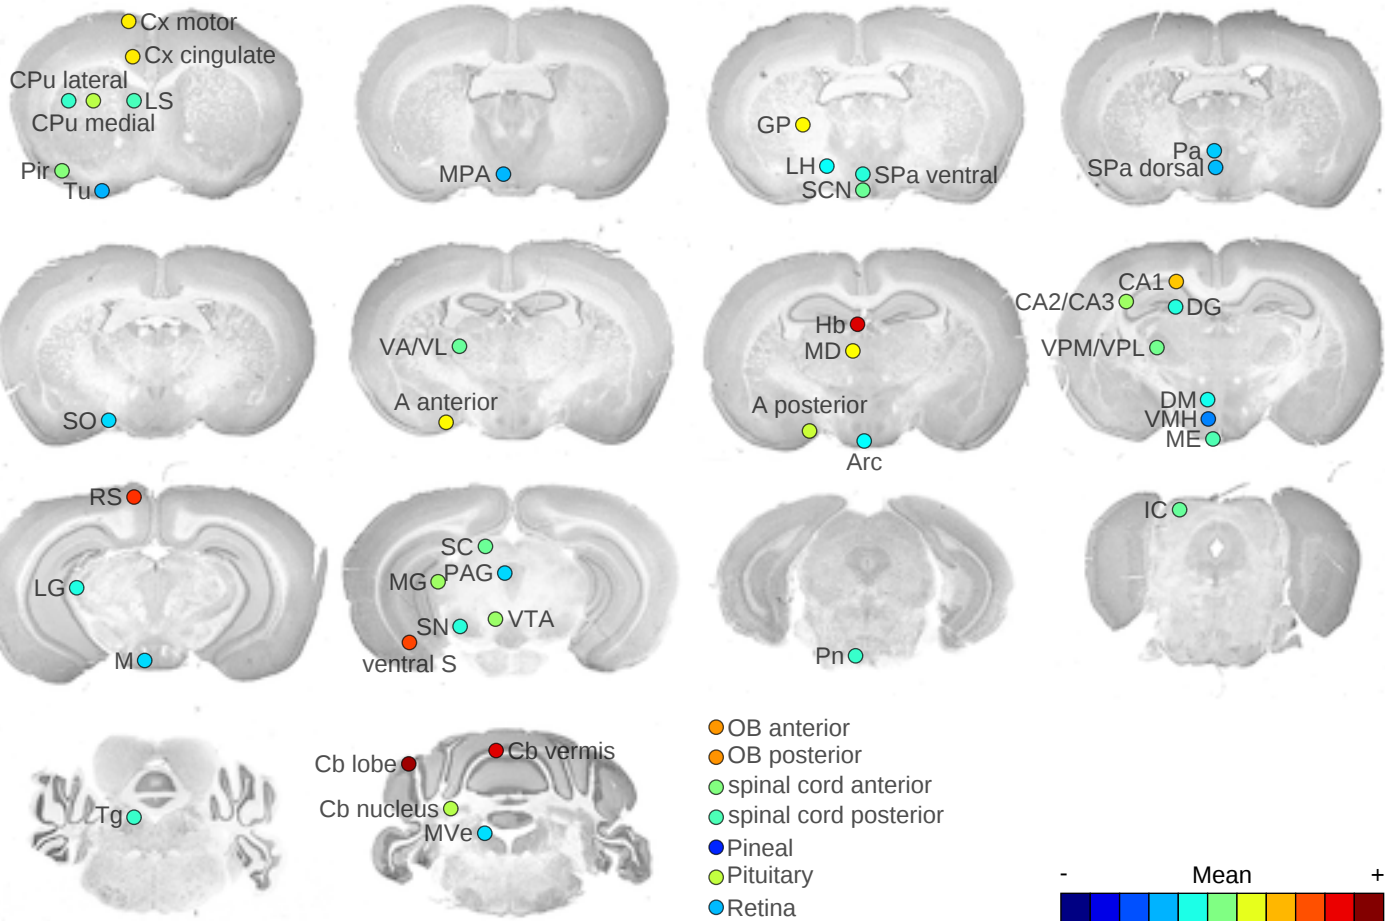 Cx motor
Cx cingulate
CPu lateral
LS
CPu medial
Pir
Tu
MPA
GP
LH
SPa ventral
SCN
Pa
SPa dorsal
SO
VA/VL
A anterior
Hb
MD
A posterior
Arc
CA1
CA2/CA3
DG
VPM/VPL
DM
VMH
ME
RS
LG
M
SC
PAG
MG
VTA
SN
ventral S
Pn
IC
Tg
Cb lobe
Cb vermis
Cb nucleus
MVe
OB anterior
OB posterior
spinal cord anterior
spinal cord posterior
Pineal
Pituitary
Retina
- Mean +